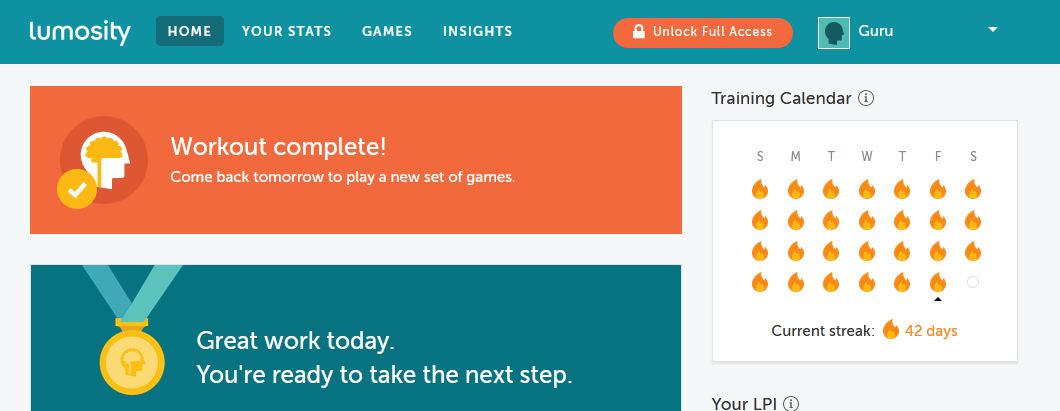 lumosity
HOME
YOUR STATS
GAMES
INSIGHTS
Unlock Full Access
Guru
Workout complete!
Come back tomorrow to play a new set of games.
Great work today.
You're ready to take the next step.
Training Calendar i
S M T W T F S
Current streak: 42 days
Your LPI i